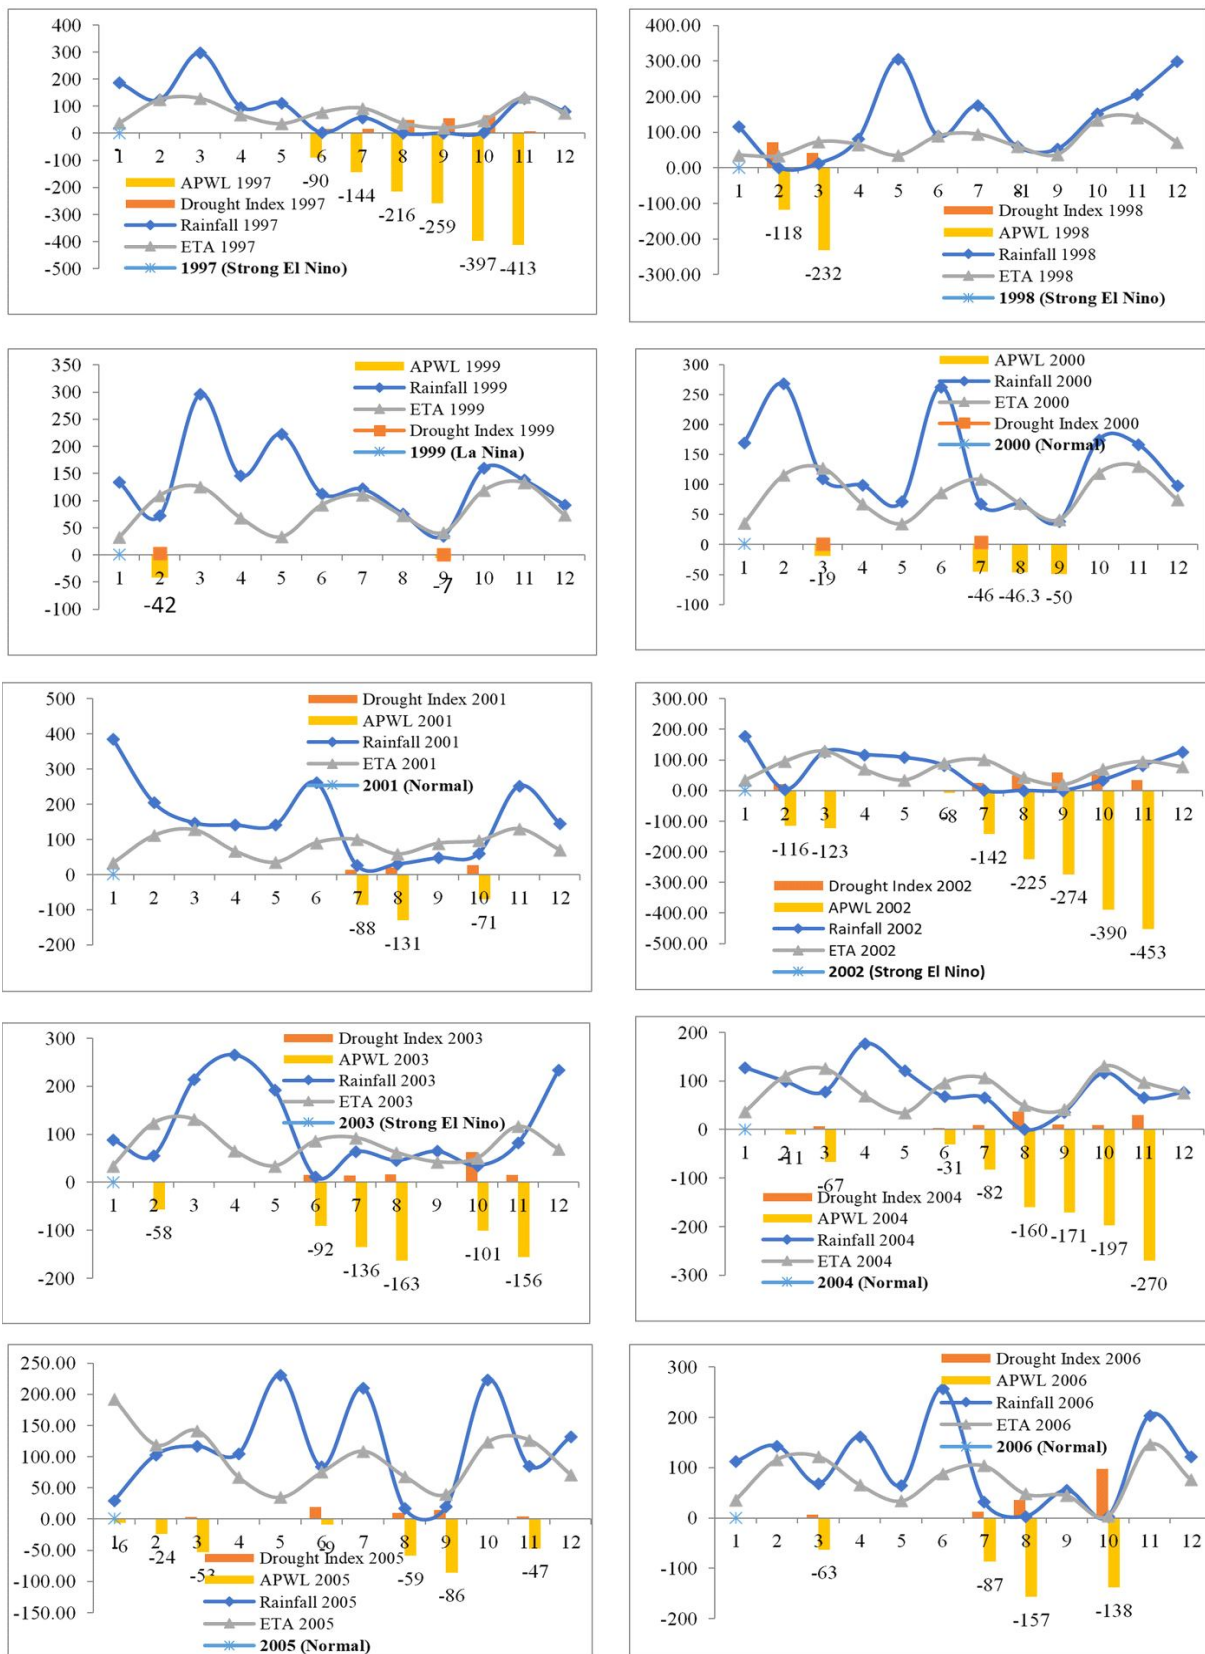 400
300
200
100
0
-100
-200
-300
-400
-500
1 2 3 4 5 6 7 8 9 10 11 12
-90
-144
-216
-259
-397
-413
APWL 1997
Drought Index 1997
Rainfall 1997
ETA 1997
1997 (Strong El Nino)
400.00
300.00
200.00
100.00
0.00
-100.00
-200.00
-300.00
1 2 3 4 5 6 7 8 9 10 11 12
-118
-232
Drought Index 1998
APWL 1998
Rainfall 1998
ETA 1998
1998 (Strong El Nino)
350
300
250
200
150
100
50
0
-50
-100
1 2 3 4 5 6 7 8 9 10 11 12
-42
-7
APWL 1999
Rainfall 1999
ETA 1999
Drought Index 1999
1999 (La Nina)
300
250
200
150
100
50
0
-50
-100
1 2 3 4 5 6 7 8 9 10 11 12
-19
-46
-46.3
-50
APWL 2000
Rainfall 2000
ETA 2000
Drought Index 2000
2000 (Normal)
500
400
300
200
100
0
-100
-200
1 2 3 4 5 6 7 8 9 10 11 12
-88
-131
-71
Drought Index 2001
APWL 2001
Rainfall 2001
ETA 2001
2001 (Normal)
300.00
200.00
100.00
0.00
-100.00
-200.00
-300.00
-400.00
-500.00
1 2 3 4 5 6 7 8 9 10 11 12
-116
-123
-8
-142
-225
-274
-390
-453
Drought Index 2002
APWL 2002
Rainfall 2002
ETA 2002
2002 (Strong El Nino)
300
200
100
0
-100
-200
1 2 3 4 5 6 7 8 9 10 11 12
-58
-92
-136
-163
-101
-156
Drought Index 2003
APWL 2003
Rainfall 2003
ETA 2003
2003 (Strong El Nino)
200
100
0
-100
-200
-300
1 2 3 4 5 6 7 8 9 10 11 12
-11
-67
-31
-82
-160
-171
-197
-270
Drought Index 2004
APWL 2004
Rainfall 2004
ETA 2004
2004 (Normal)
250.00
200.00
150.00
100.00
50.00
0.00
-50.00
-100.00
-150.00
1 2 3 4 5 6 7 8 9 10 11 12
-6
-24
-53
-9
-59
-86
-47
Drought Index 2005
APWL 2005
Rainfall 2005
ETA 2005
2005 (Normal)
300
200
100
0
-100
-200
1 2 3 4 5 6 7 8 9 10 11 12
-63
-87
-157
-138
Drought Index 2006
APWL 2006
Rainfall 2006
ETA 2006
2006 (Normal)